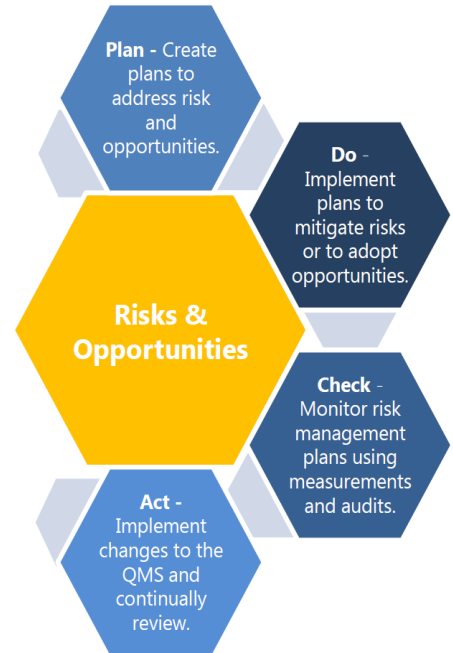 Plan - Create
plans to
address risk
and
opportunities.
Do -
Implement
plans to
mitigate risks
or to adopt
opportunities.
Risks &
Opportunities
Check -
Monitor risk
management
plans using
measurements
and audits.
Act -
Implement
changes to the
QMS and
continually
review.